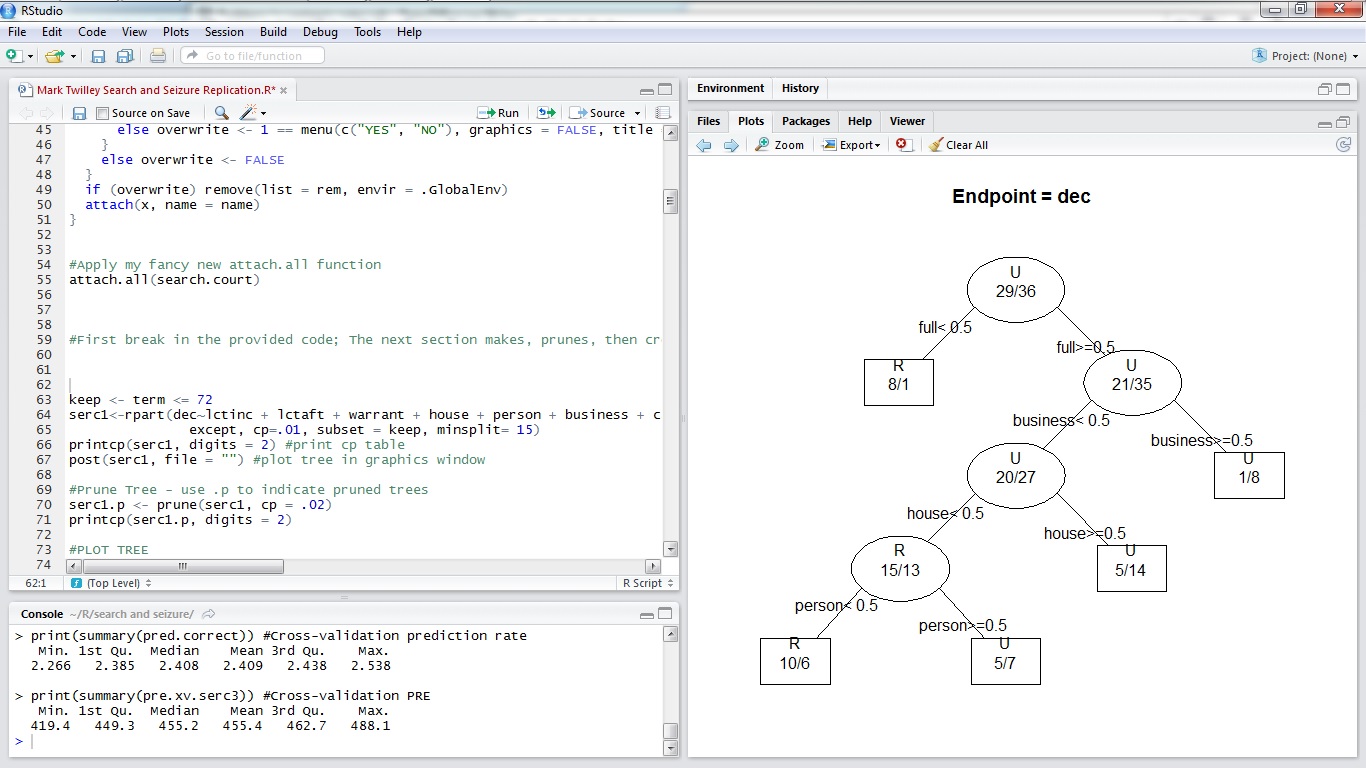 RStudio
File Edit Code View Plots Session Build Debug Tools Help
Go to file/function
Project: (None)
Mark Twilley Search and Seizure Replication.R*
Source on Save Run Source
45 else overwrite <- 1 == menu(c("YES", "NO"), graphics = FALSE, title
46 }
47 else overwrite <- FALSE
48 }
49 if (overwrite) remove(list = rem, envir = .GlobalEnv)
50 attach(x, name = name)
51 }
52
53
54 #Apply my fancy new attach.all function
55 attach.all(search.court)
56
57
58
59 #First break in the provided code; The next section makes, prunes, then cr
60
61
62
63 keep <- term <= 72
64 serc1<-rpart(dec~lctinc + lctaft + warrant + house + person + business + c
65 except, cp=.01, subset = keep, minsplit= 15)
66 printcp(serc1, digits = 2) #print cp table
67 post(serc1, file = "") #plot tree in graphics window
68
69 #Prune Tree - use .p to indicate pruned trees
70 serc1.p <- prune(serc1, cp = .02)
71 printcp(serc1.p, digits = 2)
72
73 #PLOT TREE
74
62:1 (Top Level) R Script
Console ~/R/search and seizure/
> print(summary(pred.correct)) #Cross-validation prediction rate
Min. 1st Qu. Median Mean 3rd Qu. Max.
2.266 2.385 2.408 2.409 2.438 2.538
> print(summary(pre.xv.serc3)) #Cross-validation PRE
Min. 1st Qu. Median Mean 3rd Qu. Max.
419.4 449.3 455.2 455.4 462.7 488.1
>
Environment History
Files Plots Packages Help Viewer
Zoom Export Clear All
Endpoint = dec
U
29/36
full< 0.5
full>=0.5
R
8/1
U
21/35
business< 0.5
business>=0.5
U
20/27
U
1/8
house< 0.5
house>=0.5
R
15/13
U
5/14
person< 0.5
person>=0.5
R
10/6
U
5/7